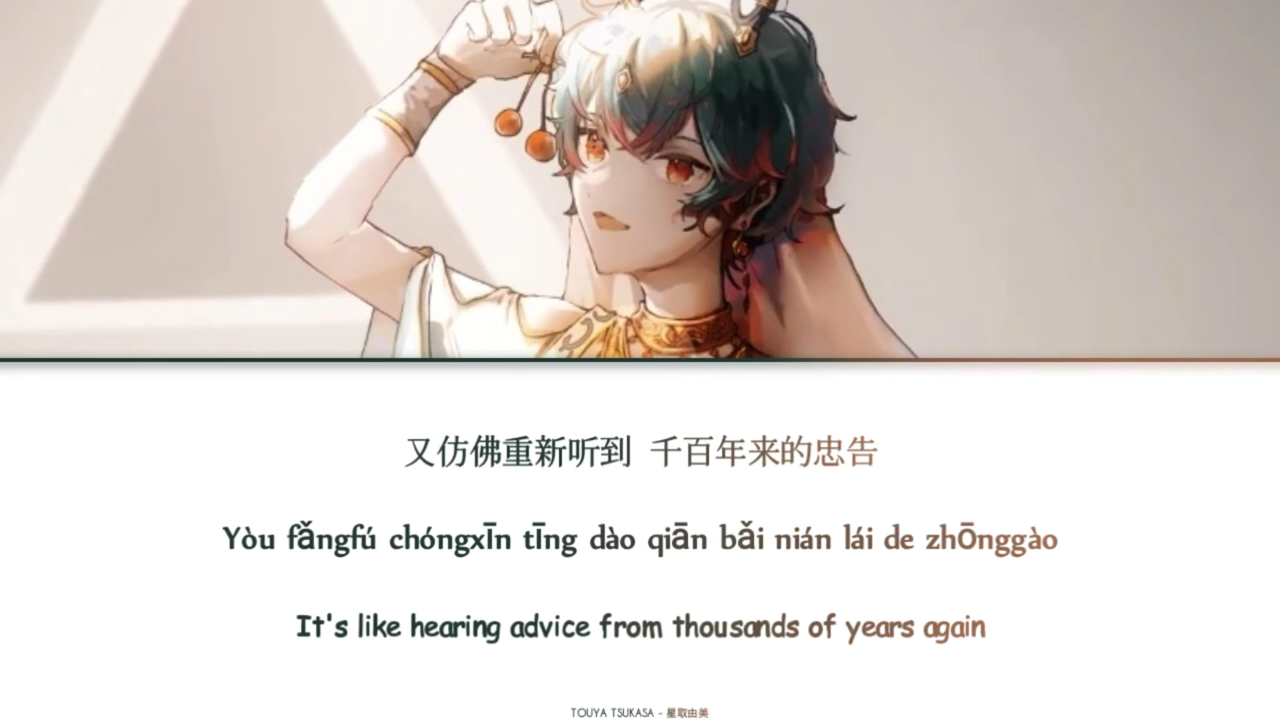 又仿佛重新听到 千百年来的忠告
Yòu fǎngfú chóngxīn tīng dào qiān bǎi nián lái de zhōnggào
It's like hearing advice from thousands of years again
TOUYA TSUKASA - 星取由美